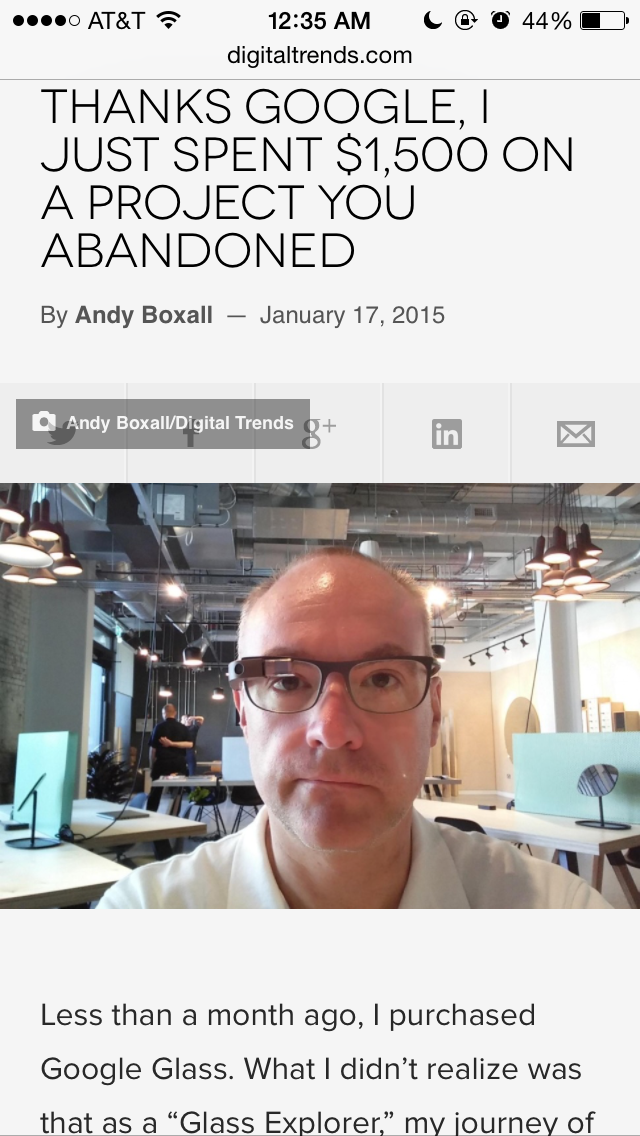 AT&T 12:35 AM 44%
digitaltrends.com
THANKS GOOGLE, I
JUST SPENT $1,500 ON
A PROJECT YOU
ABANDONED
By Andy Boxall — January 17, 2015
Andy Boxall/Digital Trends
g+
in
Less than a month ago, I purchased
Google Glass. What I didn’t realize was
that as a “Glass Explorer,” my journey of